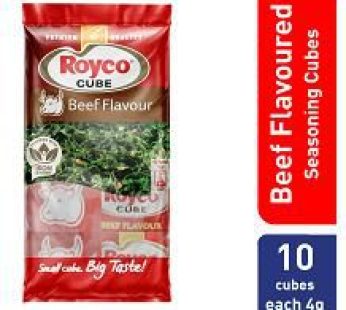 PREMIUM QUALITY
Royco
CUBE
Beef Flavour
Royco
CUBE
BEEF FLAVOUR
Small cube. Big Taste!
Beef Flavoured
Seasoning Cubes
10
cubes
each 4g